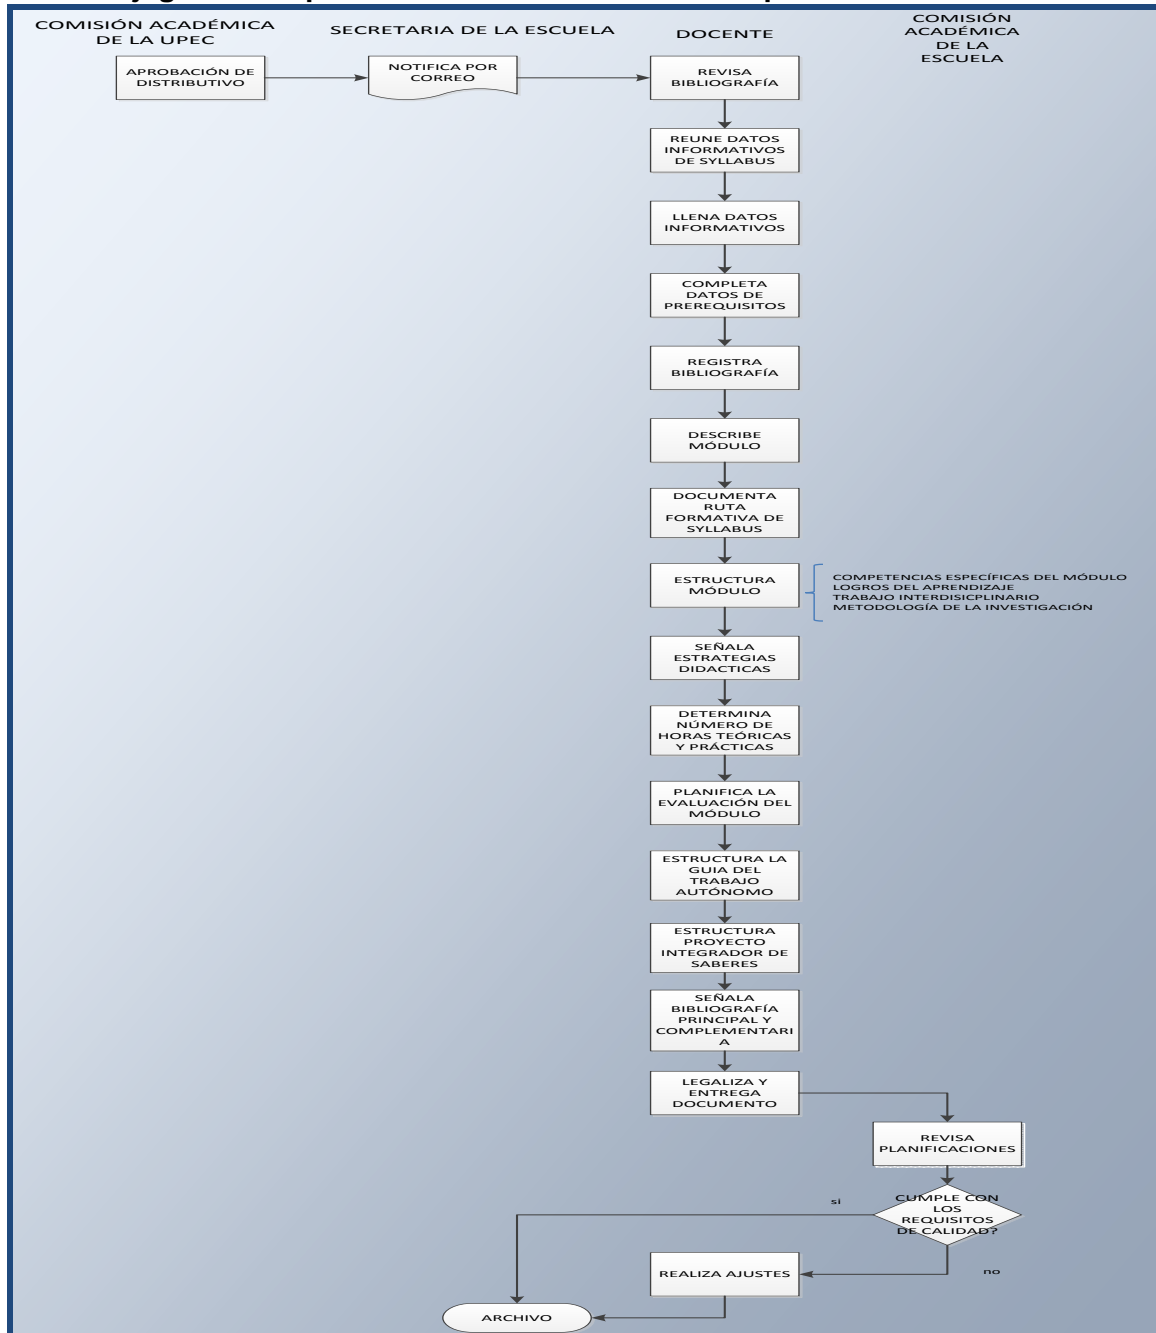 COMISIÓN ACADÉMICA
DE LA UPEC
SECRETARIA DE LA ESCUELA
DOCENTE
COMISIÓN
ACADÉMICA
DE LA
ESCUELA
APROBACIÓN DE
DISTRIBUTIVO
NOTIFICA POR
CORREO
REVISA
BIBLIOGRAFÍA
REUNE DATOS
INFORMATIVOS
DE SYLLABUS
LLENA DATOS
INFORMATIVOS
COMPLETA
DATOS DE
PREREQUISITOS
REGISTRA
BIBLIOGRAFÍA
DESCRIBE
MÓDULO
DOCUMENTA
RUTA
FORMATIVA DE
SYLLABUS
ESTRUCTURA
MÓDULO
COMPETENCIAS ESPECÍFICAS DEL MÓDULO
LOGROS DEL APRENDIZAJE
TRABAJO INTERDISICPLINARIO
METODOLOGÍA DE LA INVESTIGACIÓN
SEÑALA
ESTRATEGIAS
DIDACTICAS
DETERMINA
NÚMERO DE
HORAS TEÓRICAS
Y PRÁCTICAS
PLANIFICA LA
EVALUACIÓN DEL
MÓDULO
ESTRUCTURA LA
GUIA DEL
TRABAJO
AUTÓNOMO
ESTRUCTURA
PROYECTO
INTEGRADOR DE
SABERES
SEÑALA
BIBLIOGRAFÍA
PRINCIPAL Y
COMPLEMENTARI
A
LEGALIZA Y
ENTREGA
DOCUMENTO
REVISA
PLANIFICACIONES
CUMPLE CON
LOS
REQUISITOS
DE CALIDAD?
sí
no
REALIZA AJUSTES
ARCHIVO